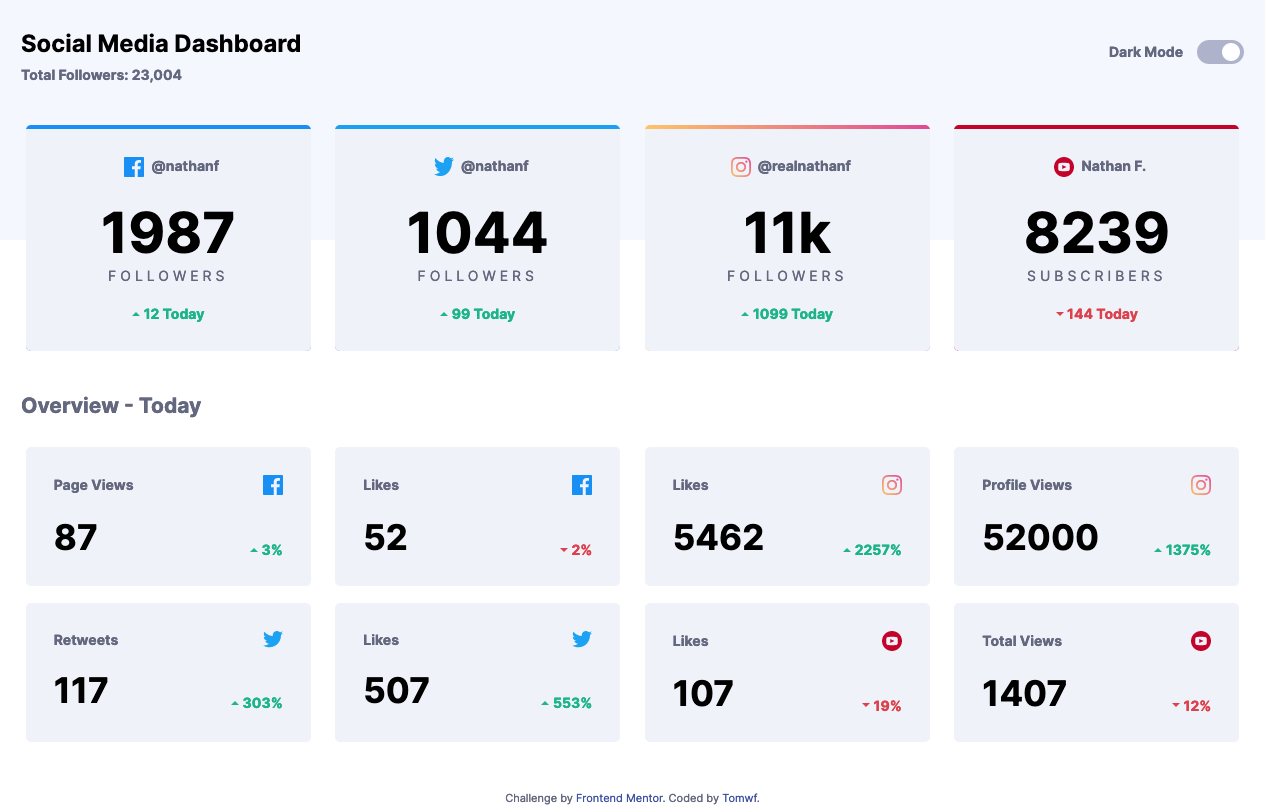 Social Media Dashboard
Total Followers: 23,004
Dark Mode
@nathanf
1987
FOLLOWERS
12 Today
@nathanf
1044
FOLLOWERS
99 Today
@realnathanf
11k
FOLLOWERS
1099 Today
Nathan F.
8239
SUBSCRIBERS
144 Today
Overview - Today
Page Views
87
3%
Likes
52
2%
Likes
5462
2257%
Profile Views
52000
1375%
Retweets
117
303%
Likes
507
553%
Likes
107
19%
Total Views
1407
12%
Challenge by Frontend Mentor. Coded by Tomwf.